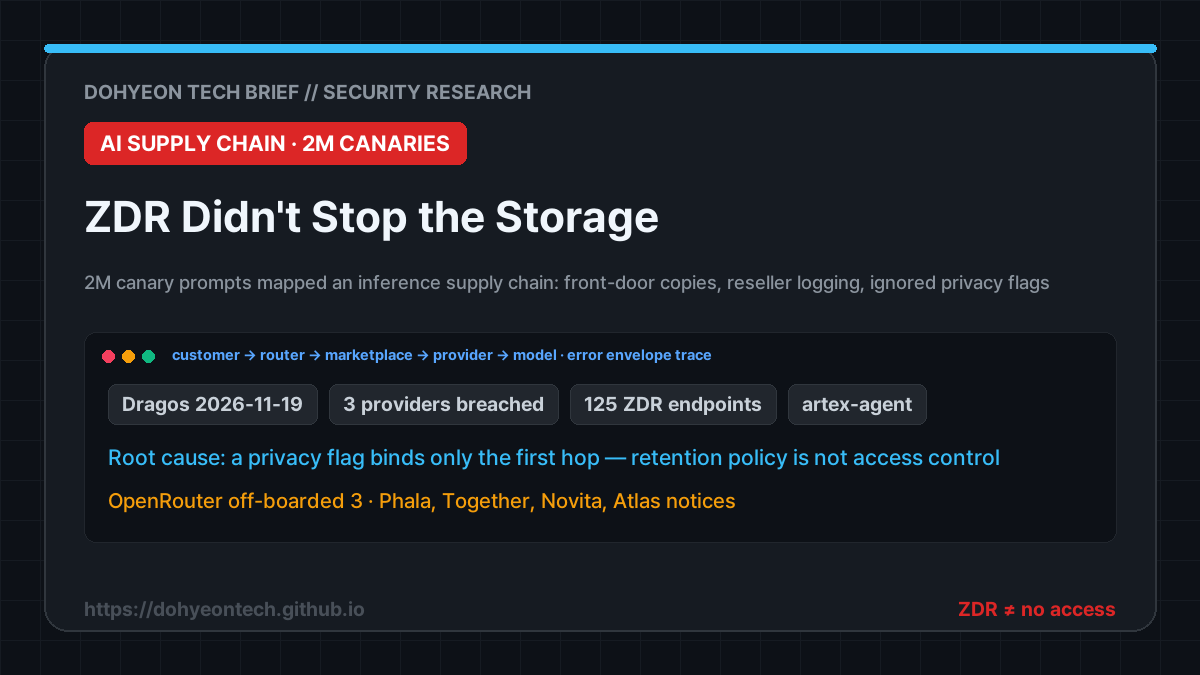 DOHYEON TECH BRIEF // SECURITY RESEARCH
AI SUPPLY CHAIN · 2M CANARIES
ZDR Didn't Stop the Storage
2M canary prompts mapped an inference supply chain: front-door copies, reseller logging, ignored privacy flags
customer → router → marketplace → provider → model · error envelope trace
Dragos 2026-11-19 3 providers breached 125 ZDR endpoints artex-agent
Root cause: a privacy flag binds only the first hop — retention policy is not access control
OpenRouter off-boarded 3 · Phala, Together, Novita, Atlas notices
https://dohyeontech.github.io ZDR ≠ no access